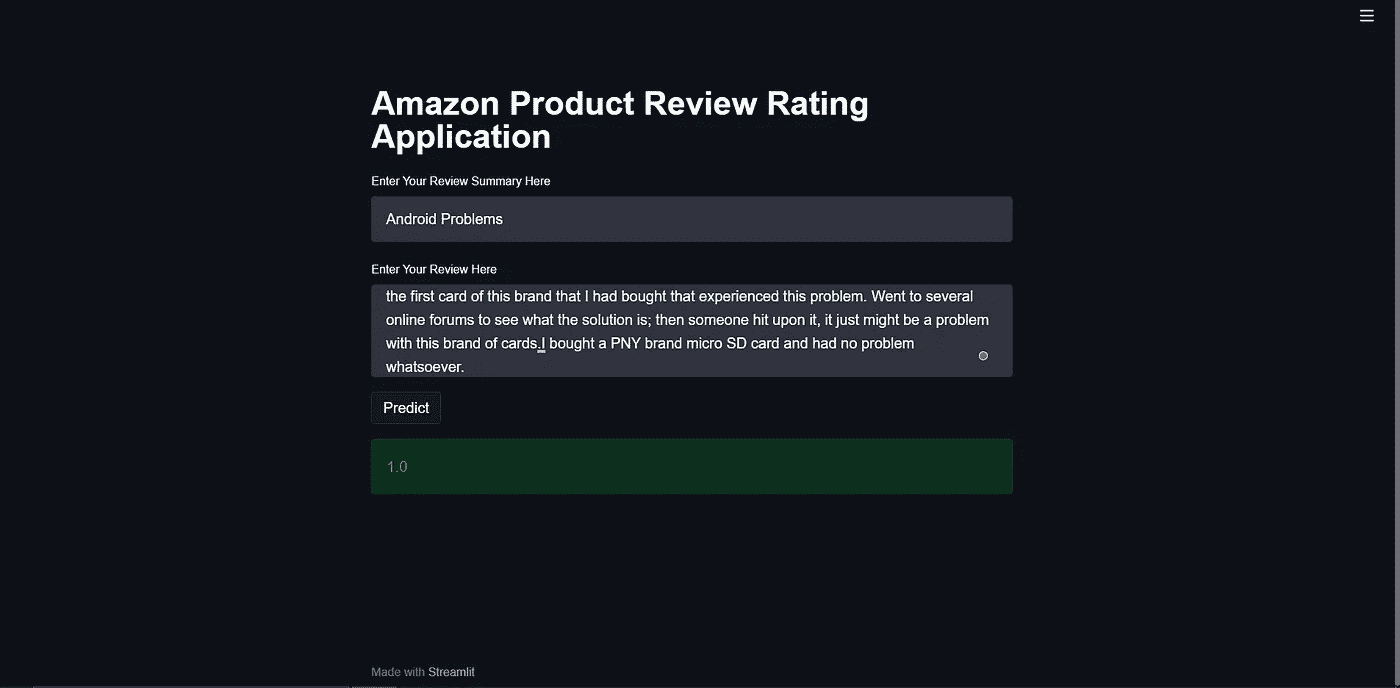 Amazon Product Review Rating
Application
Enter Your Review Summary Here
Android Problems
Enter Your Review Here
the first card of this brand that I had bought that experienced this problem. Went to several
online forums to see what the solution is; then someone hit upon it, it just might be a problem
with this brand of cards.I bought a PNY brand micro SD card and had no problem
whatsoever.
Predict
1.0
Made with Streamlit